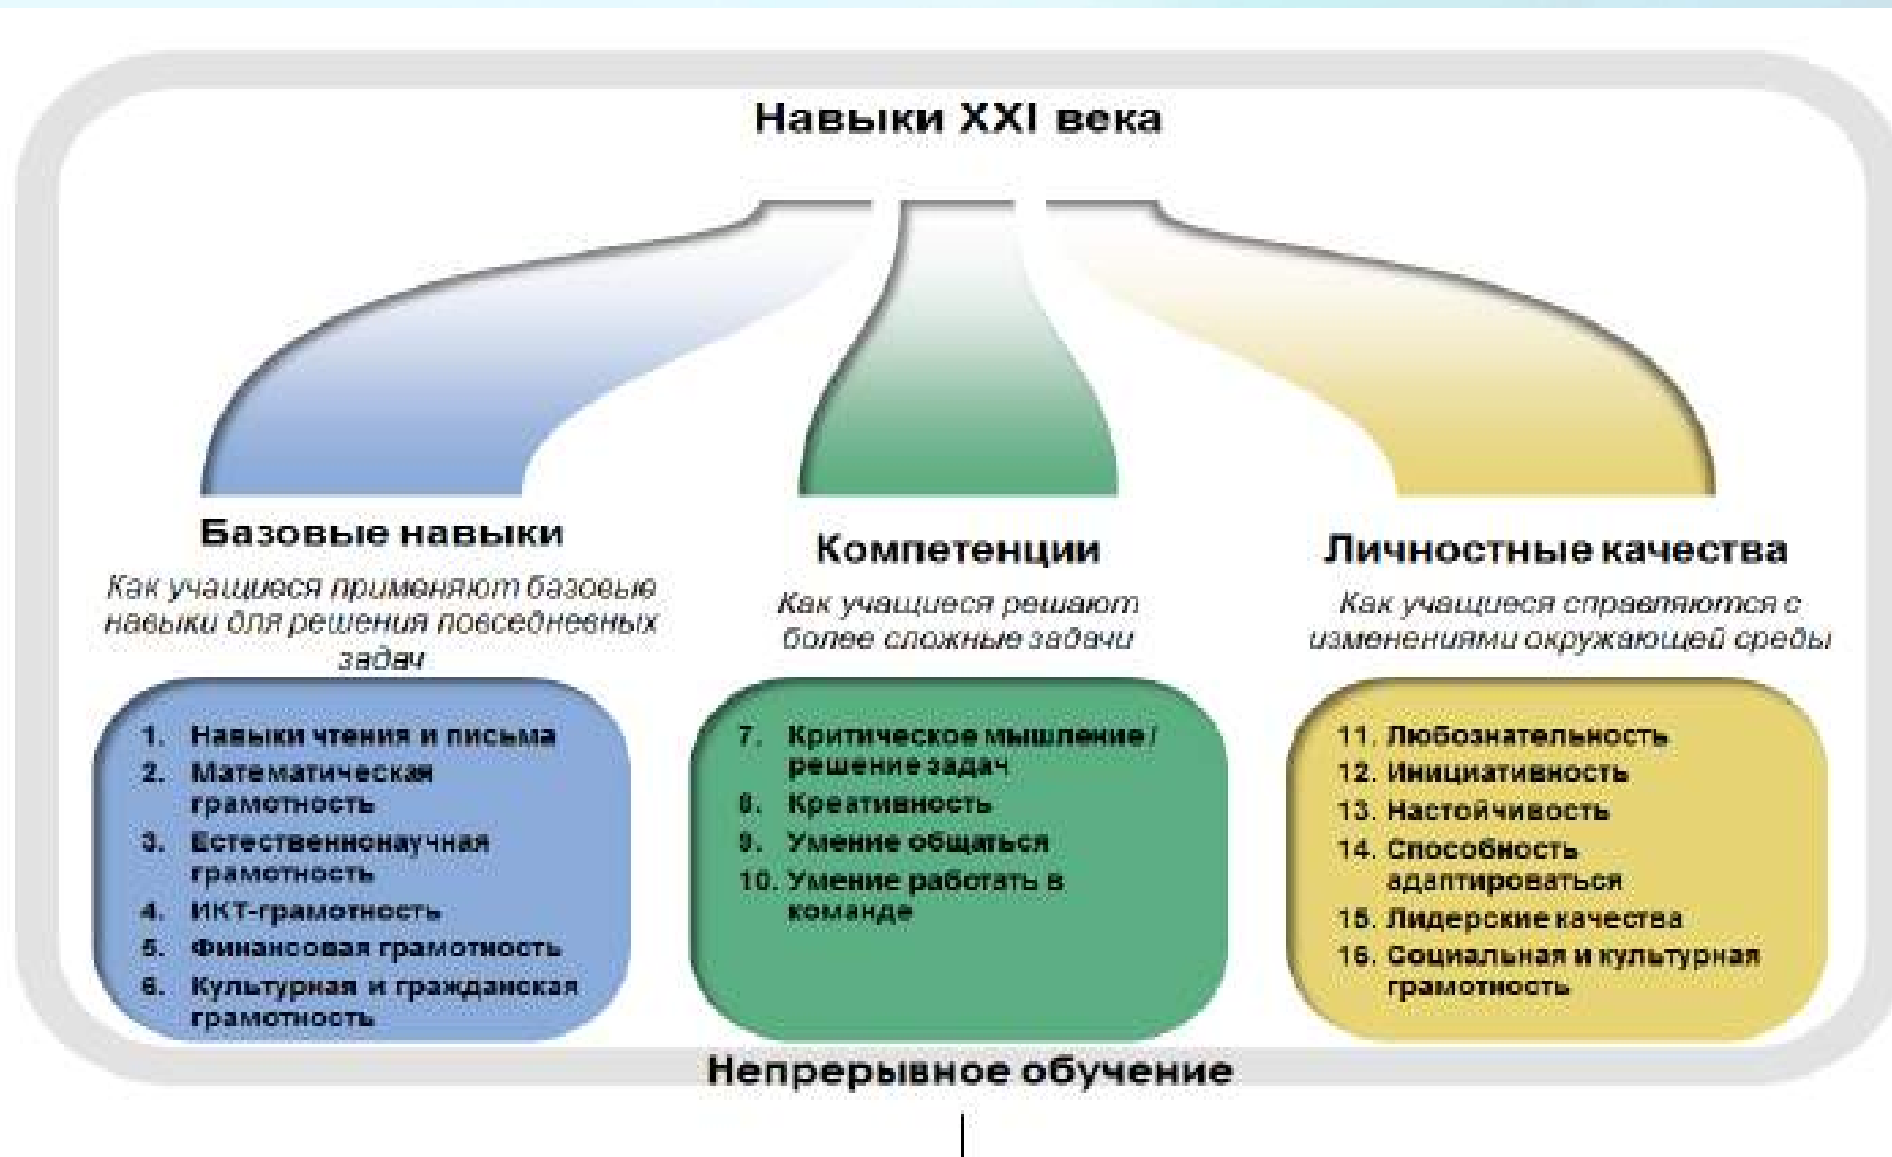 Навыки XXI века
Базовые навыки
Как учащиеся применяют базовые
навыки для решения повседневных
задач
1. Навыки чтения и письма
2. Математическая
грамотность
3. Естественнонаучная
грамотность
4. ИКТ-грамотность
5. Финансовая грамотность
6. Культурная и гражданская
грамотность
Компетенции
Как учащиеся решают
более сложные задачи
7. Критическое мышление /
решение задач
8. Креативность
9. Умение общаться
10. Умение работать в
команде
Личностные качества
Как учащиеся справляются с
изменениями окружающей среды
11. Любознательность
12. Инициативность
13. Настойчивость
14. Способность
адаптироваться
15. Лидерские качества
16. Социальная и культурная
грамотность
Непрерывное обучение